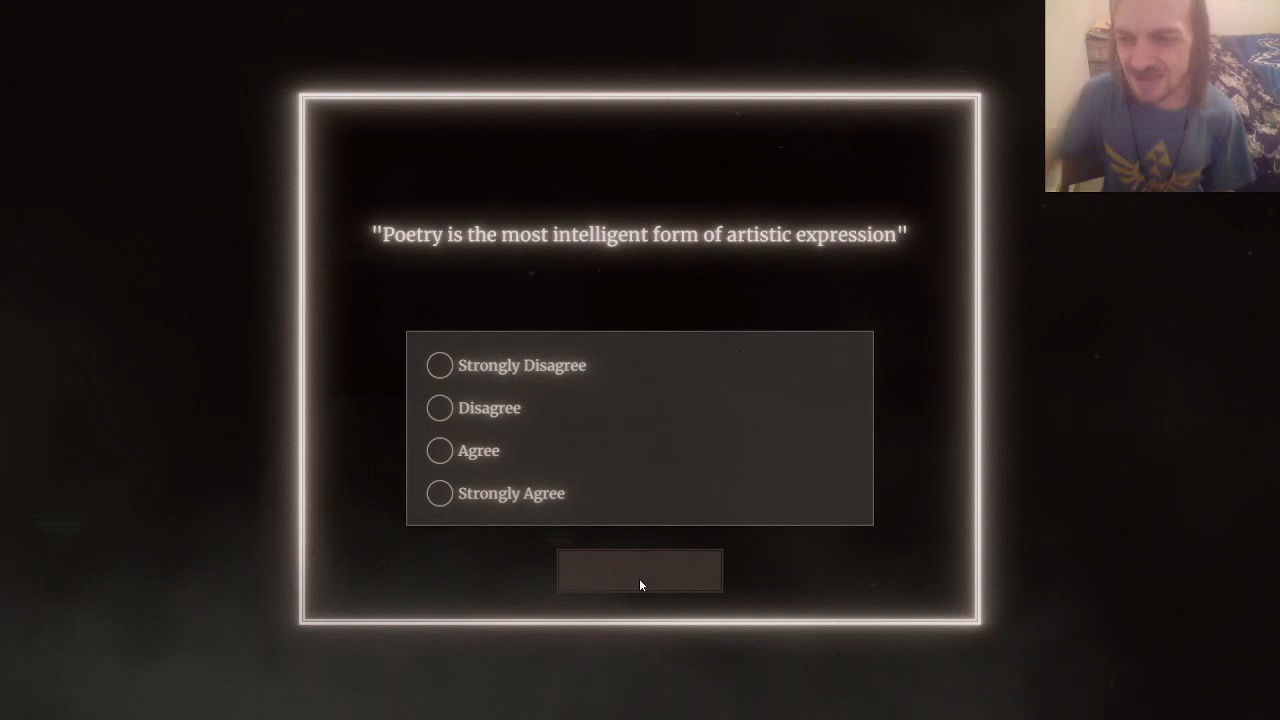 "Poetry is the most intelligent form of artistic expression"
Strongly Disagree
Disagree
Agree
Strongly Agree